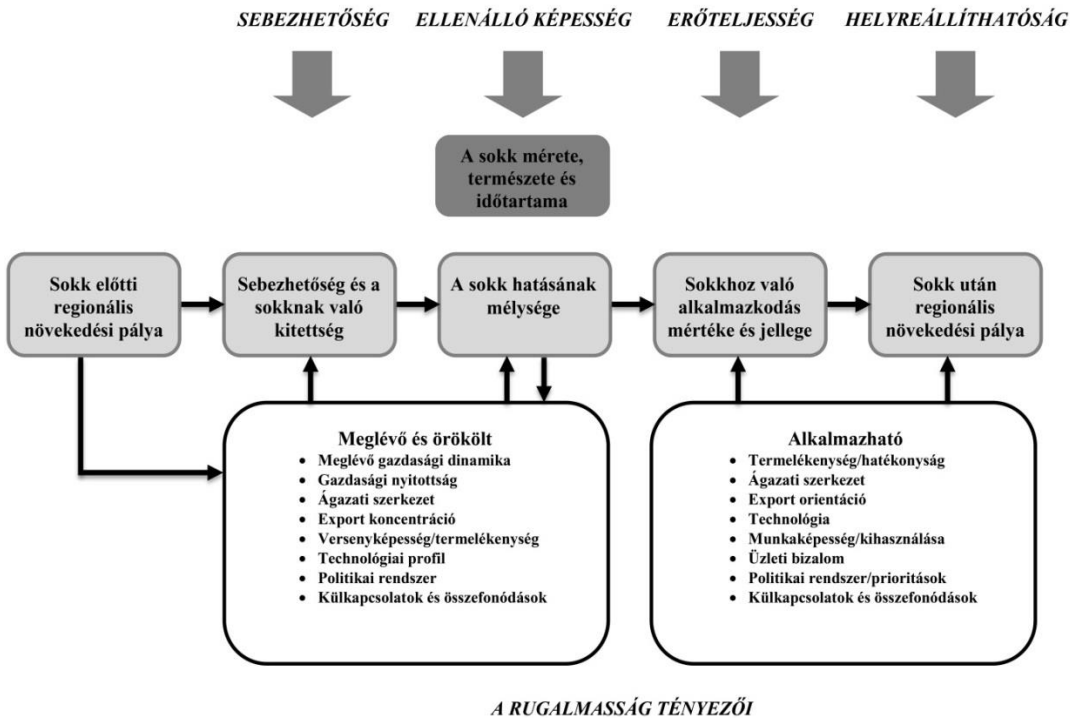 SEBEZHETŐSÉG
ELLENÁLLÓ KÉPESSÉG
ERŐTELJESSÉG
HELYREÁLLÍTHATÓSÁG
A sokk mérete,
természete és
időtartama
Sokk előtti
regionális
növekedési pálya
Sebezhetőség és a
sokknak való
kitettség
A sokk hatásának
mélysége
Sokkhoz való
alkalmazkodás
mértéke és jellege
Sokk után
regionális
növekedési pálya
Meglévő és örökölt
• Meglévő gazdasági dinamika
• Gazdasági nyitottság
• Ágazati szerkezet
• Export koncentráció
• Versenyképesség/termelékenység
• Technológiai profil
• Politikai rendszer
• Külkapcsolatok és összefonódások
Alkalmazható
• Termelékenység/hatékonyság
• Ágazati szerkezet
• Export orientáció
• Technológia
• Munkaképesség/kihasználása
• Üzleti bizalom
• Politikai rendszer/prioritások
• Külkapcsolatok és összefonódások
A RUGALMASSÁG TÉNYEZŐI